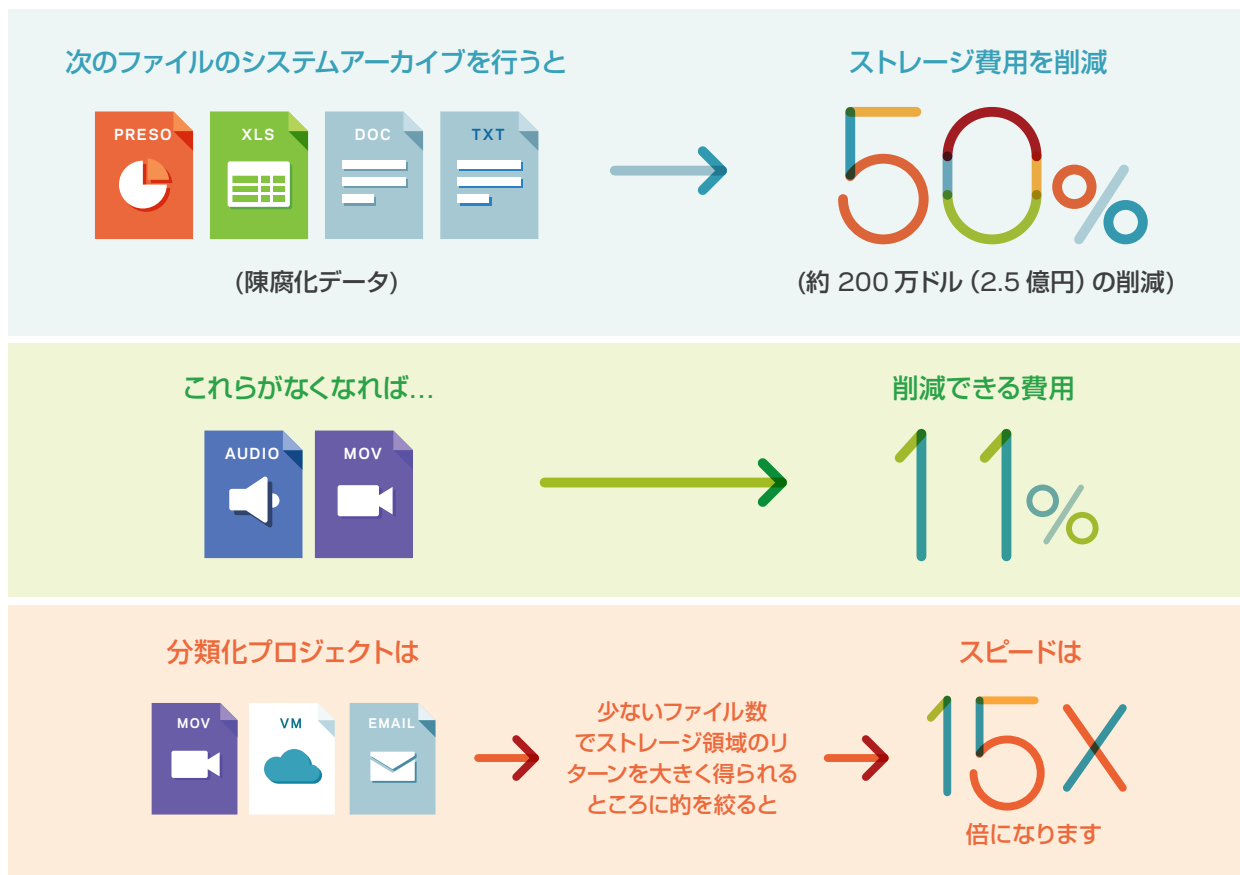 次のファイルのシステムアーカイブを行うと
PRESO
XLS
DOC
TXT
(陳腐化データ)
ストレージ費用を削減
50%
(約 200 万ドル (2.5 億円) の削減)
これらがなくなれば…
AUDIO
MOV
削減できる費用
11%
分類化プロジェクトは
MOV
VM
EMAIL
少ないファイル数
でストレージ領域のリ
ターンを大きく得られる
ところに的を絞ると
スピードは
15X
倍になります